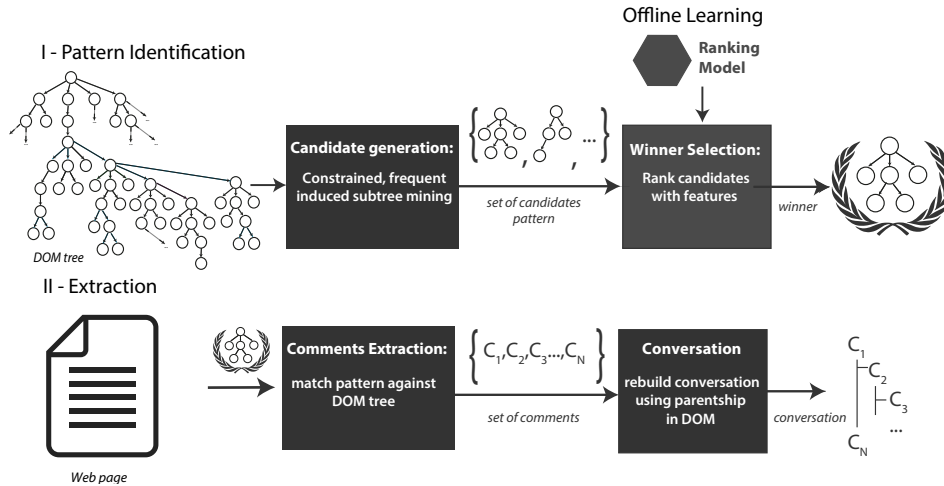 Offline Learning
I - Pattern Identification
Ranking
Model
Candidate generation:
Constrained, frequent
induced subtree mining
{ , , ... }
set of candidates
pattern
Winner Selection:
Rank candidates
with features
winner
DOM tree
II - Extraction
Web page
Comments Extraction:
match pattern against
DOM tree
{ C1,C2,C3...,CN }
set of comments
Conversation
rebuild conversation
using parentship
in DOM
conversation
C1
C2
C3
...
CN